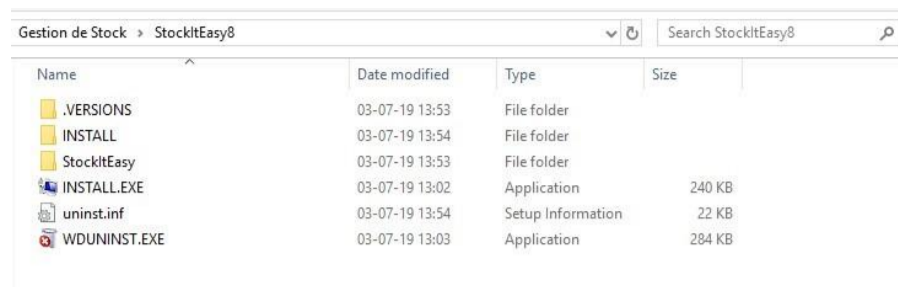 Gestion de Stock > StockItEasy8 Search StockItEasy8
Name Date modified Type Size
.VERSIONS 03-07-19 13:53 File folder
INSTALL 03-07-19 13:54 File folder
StockItEasy 03-07-19 13:53 File folder
INSTALL.EXE 03-07-19 13:02 Application 240 KB
uninst.inf 03-07-19 13:54 Setup Information 22 KB
WDUNINST.EXE 03-07-19 13:03 Application 284 KB